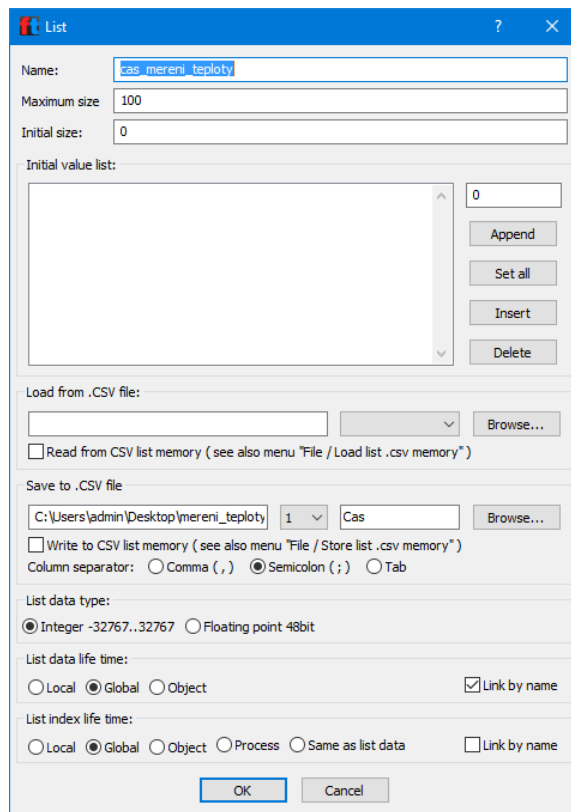 ft List ?
Name: cas_mereni_teploty
Maximum size 100
Initial size: 0
Initial value list:
0
Append
Set all
Insert
Delete
Load from .CSV file:
Browse...
Read from CSV list memory ( see also menu "File / Load list .csv memory" )
Save to .CSV file
C:\Users\admin\Desktop\mereni_teploty 1 Cas Browse...
Write to CSV list memory ( see also menu "File / Store list .csv memory" )
Column separator: Comma ( , ) Semicolon ( ; ) Tab
List data type:
Integer -32767..32767 Floating point 48bit
List data life time:
Local Global Object Link by name
List index life time:
Local Global Object Process Same as list data Link by name
OK Cancel